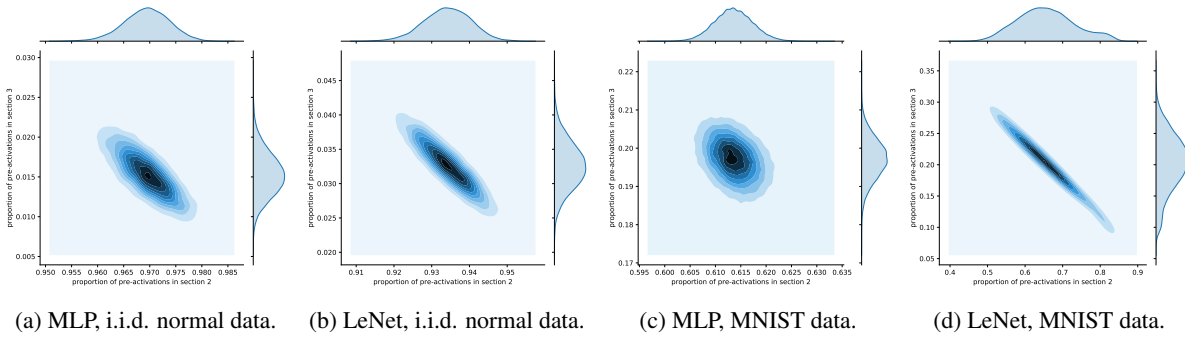 proportion of pre-activations in section 3
0.030
0.025
0.020
0.015
0.010
0.005
0.950 0.955 0.960 0.965 0.970 0.975 0.980 0.985
proportion of pre-activations in section 2
(a) MLP, i.i.d. normal data.
proportion of pre-activations in section 3
0.045
0.040
0.035
0.030
0.025
0.020
0.91 0.92 0.93 0.94 0.95
proportion of pre-activations in section 2
(b) LeNet, i.i.d. normal data.
proportion of pre-activations in section 3
0.22
0.21
0.20
0.19
0.18
0.17
0.595 0.600 0.605 0.610 0.615 0.620 0.625 0.630 0.635
proportion of pre-activations in section 2
(c) MLP, MNIST data.
proportion of pre-activations in section 3
0.35
0.30
0.25
0.20
0.15
0.10
0.05
0.4 0.5 0.6 0.7 0.8 0.9
proportion of pre-activations in section 2
(d) LeNet, MNIST data.